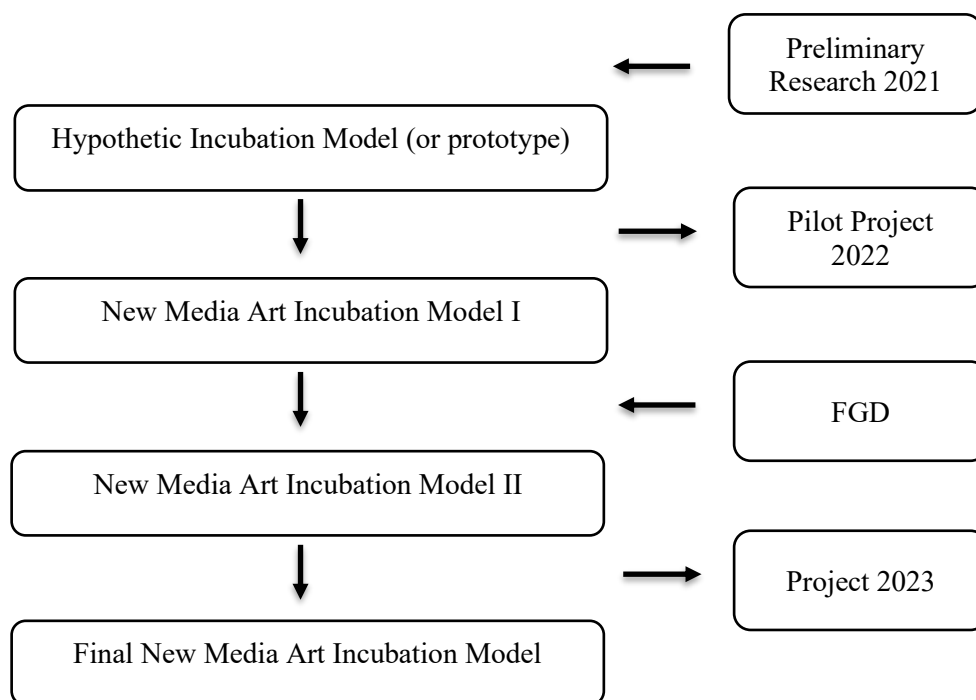 Preliminary
Research 2021
Hypothetic Incubation Model (or prototype)
Pilot Project
2022
New Media Art Incubation Model I
FGD
New Media Art Incubation Model II
Project 2023
Final New Media Art Incubation Model